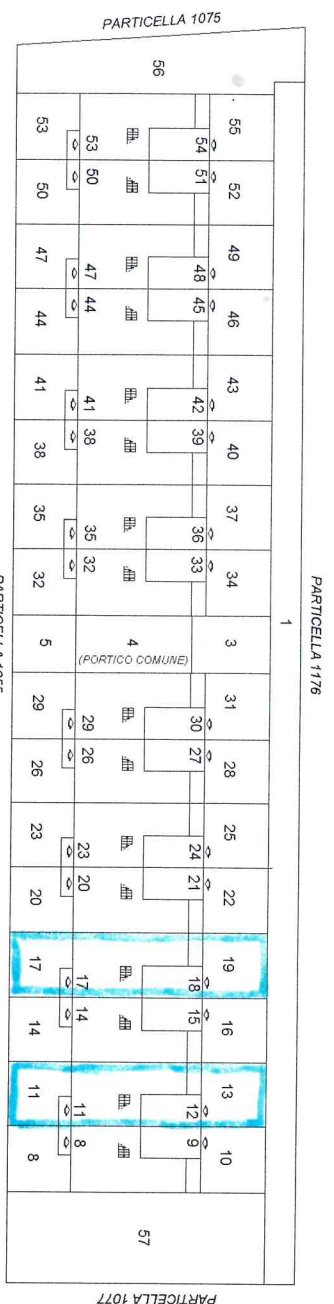 PARTICELLA 1075
56
53 53 54 55
50 50 51 52
47 47 48 49
44 44 45 46
41 41 42 43
38 38 39 40
35 35 36 37
32 32 33 34
PARTICELLA 1176
1
5 4 3
(PORTICO COMUNE)
29 29 30 31
26 26 27 28
23 23 24 25
20 20 21 22
17 17 18 19
14 14 15 16
11 11 12 13
8 8 9 10
57
PARTICELLA 1077